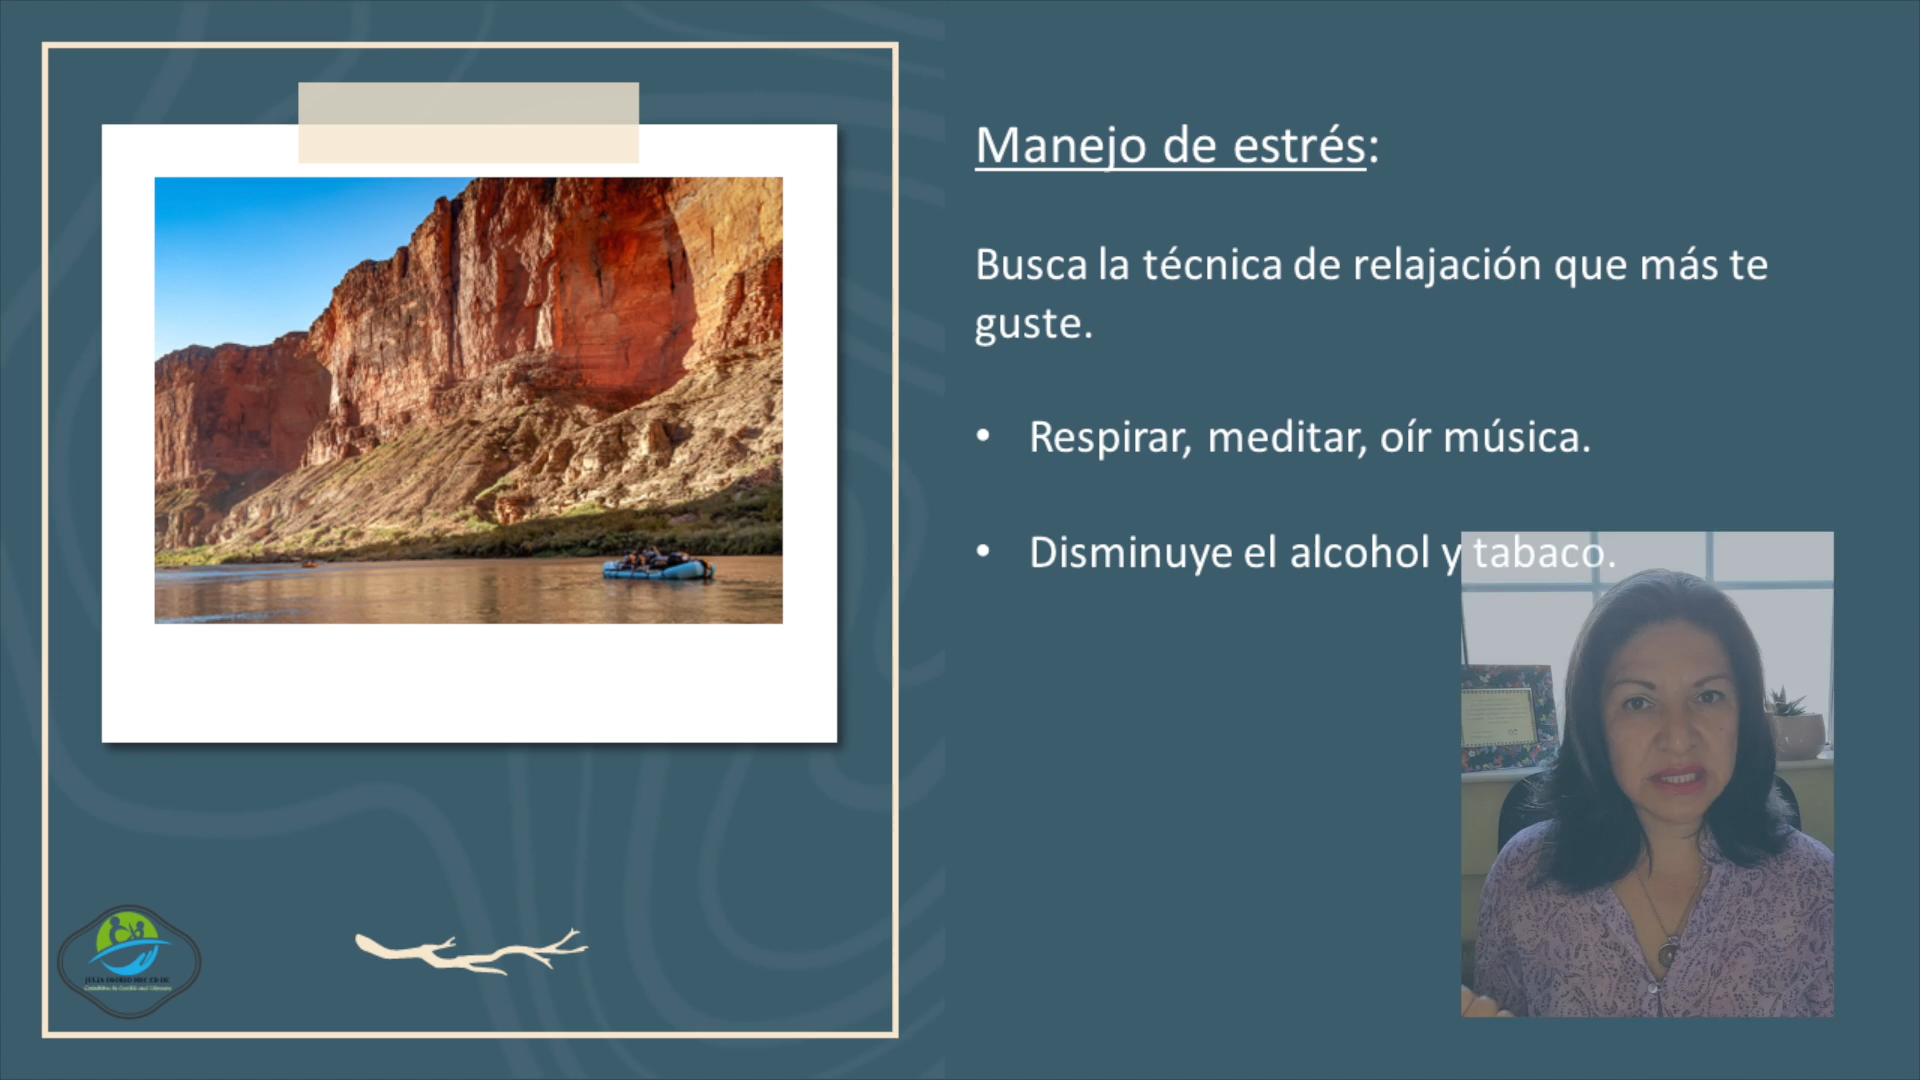 Manejo de estrés:
Busca la técnica de relajación que más te
guste.
• Respirar, meditar, oír música.
• Disminuye el alcohol y tabaco.